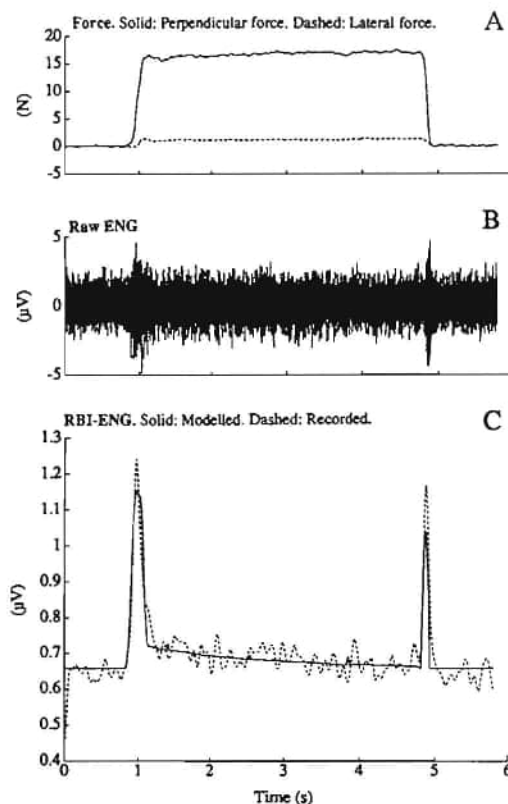 Force. Solid: Perpendicular force. Dashed: Lateral force.
A
20
15
10
5
0
-5
(N)
Raw ENG
B
5
0
-5
(µV)
RBI-ENG. Solid: Modelled. Dashed: Recorded.
C
1.3
1.2
1.1
1.0
0.9
0.8
0.7
0.6
0.5
0.4
(µV)
0 1 2 3 4 5 6
Time (s)